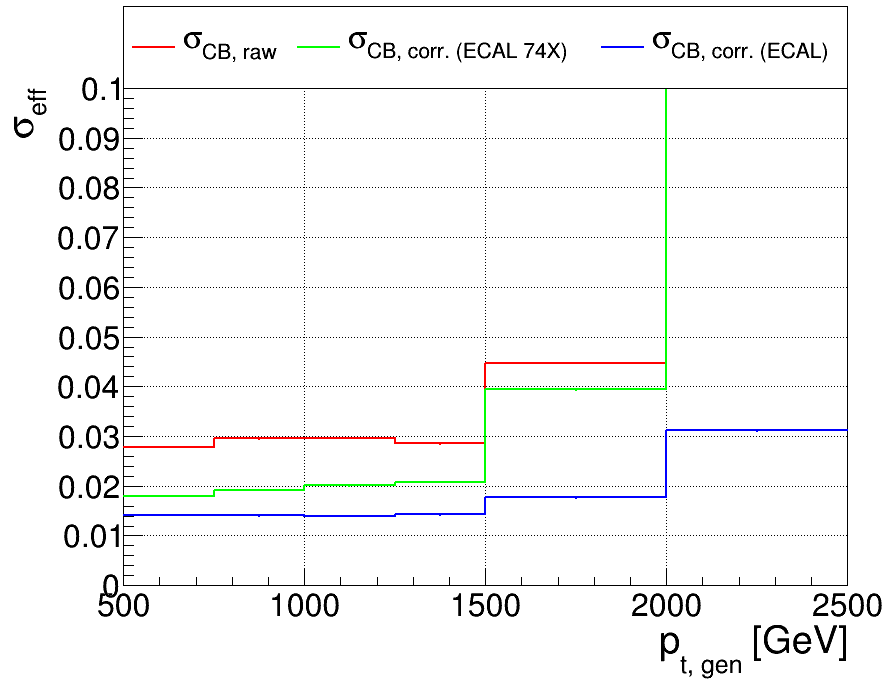 σCB, raw σCB, corr. (ECAL 74X) σCB, corr. (ECAL)
σeff
0.1
0.09
0.08
0.07
0.06
0.05
0.04
0.03
0.02
0.01
0
500 1000 1500 2000 2500
pt, gen [GeV]